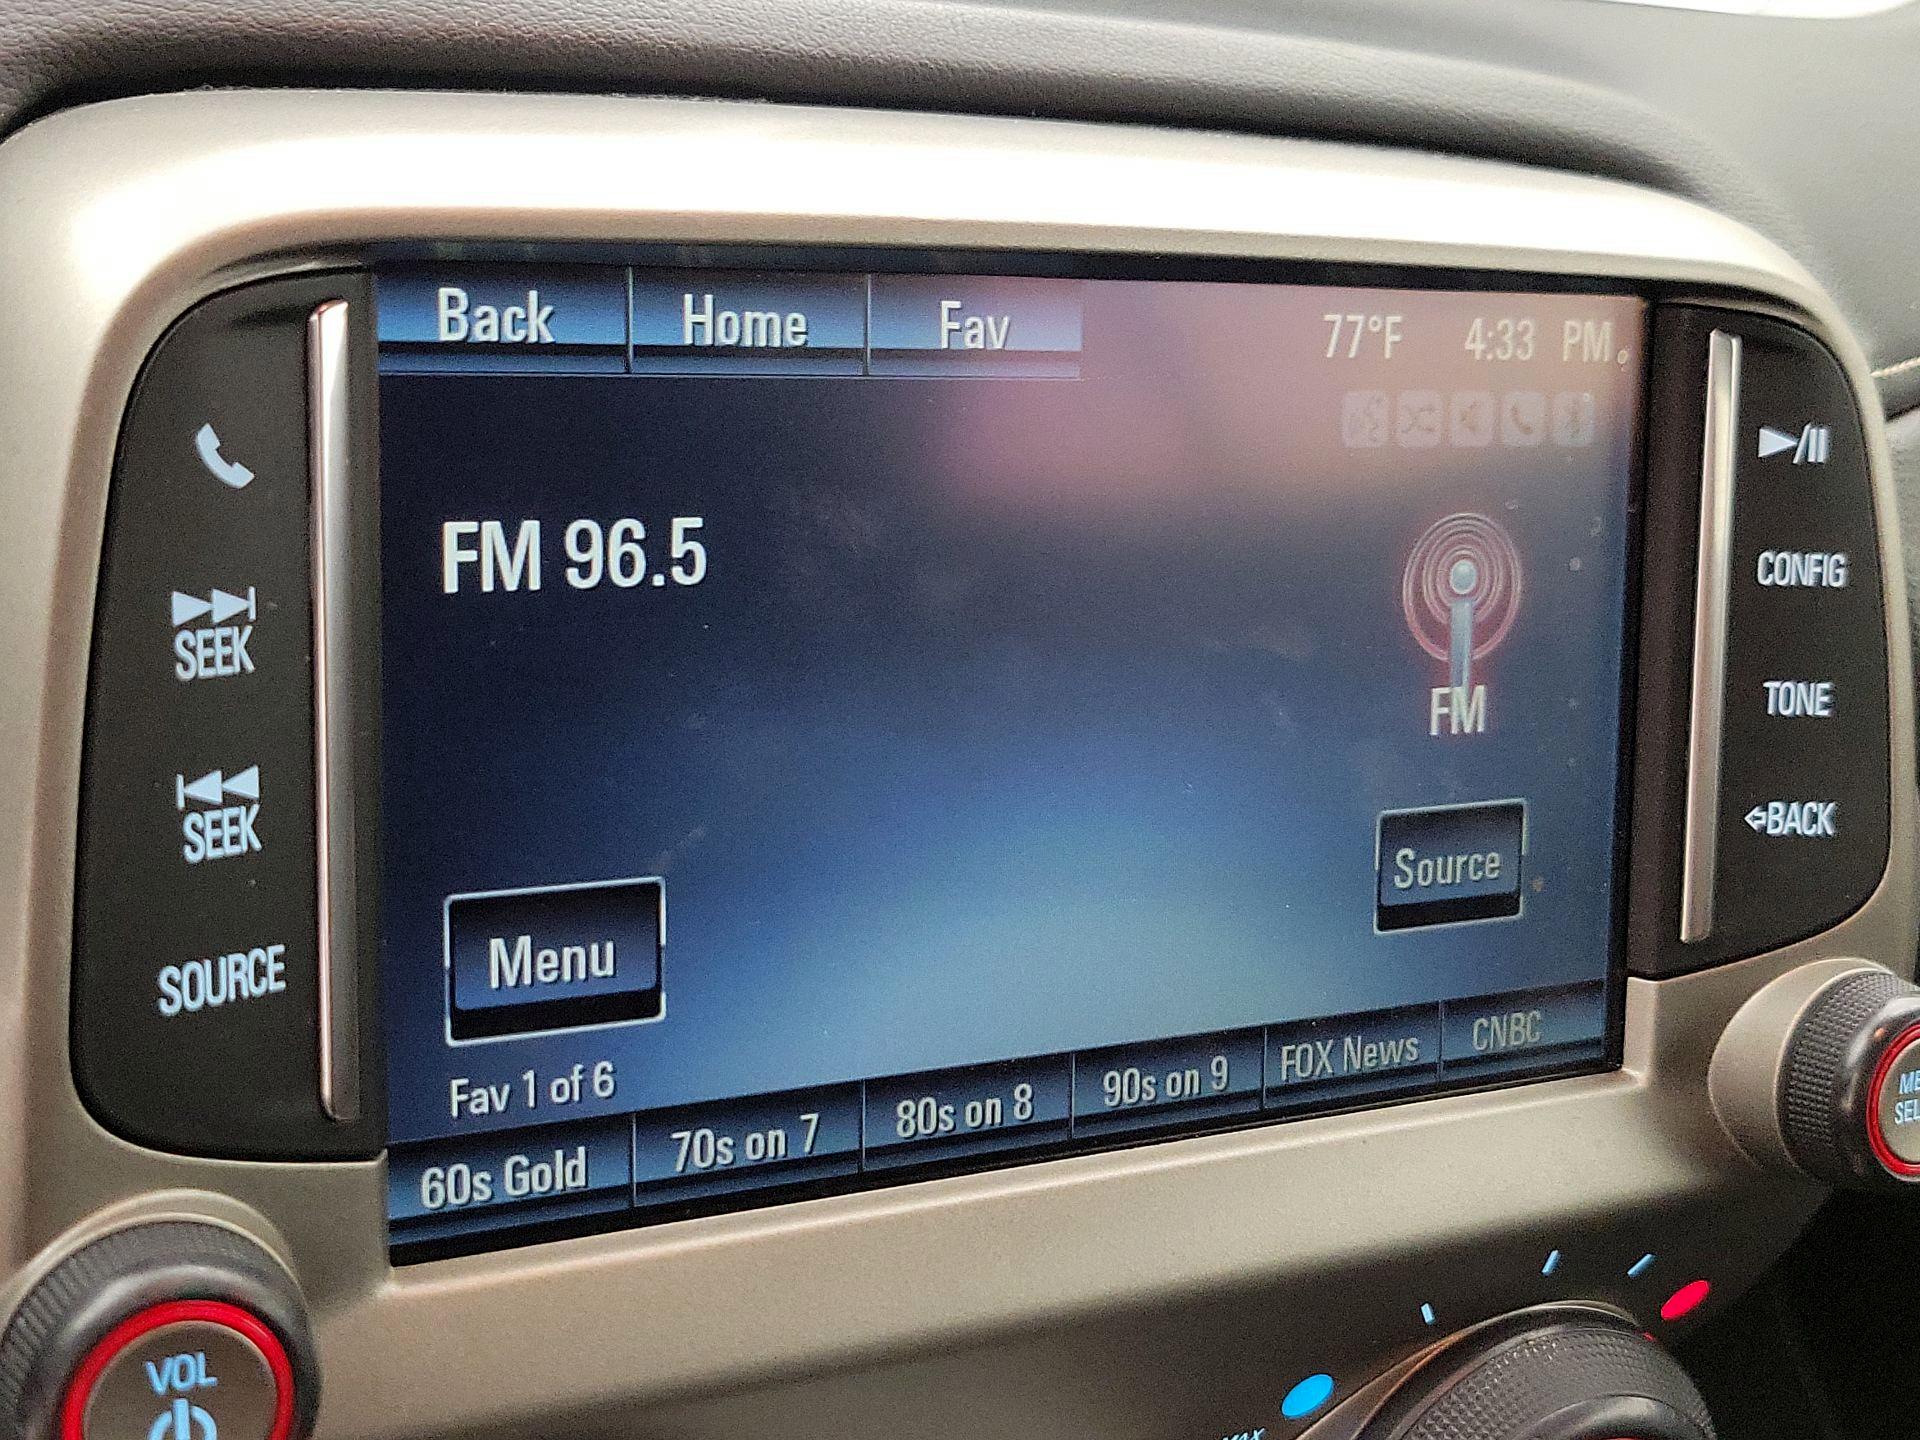 Back Home Fav 77°F 4:33 PM
FM 96.5
FM
Menu
Source
Fav 1 of 6
60s Gold 70s on 7 80s on 8 90s on 9 FOX News CNBC
SEEK
SEEK
SOURCE
VOL
CONFIG
TONE
BACK